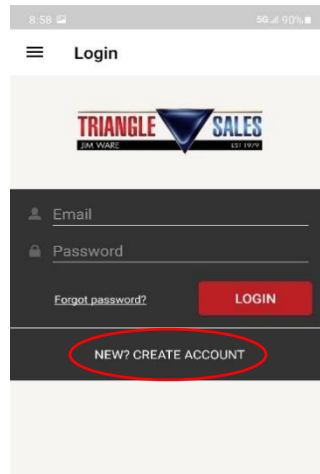 8:58 5G 90%
Login
TRIANGLE SALES
JIM WARE EST 1979
Email
Password
Forgot password? LOGIN
NEW? CREATE ACCOUNT